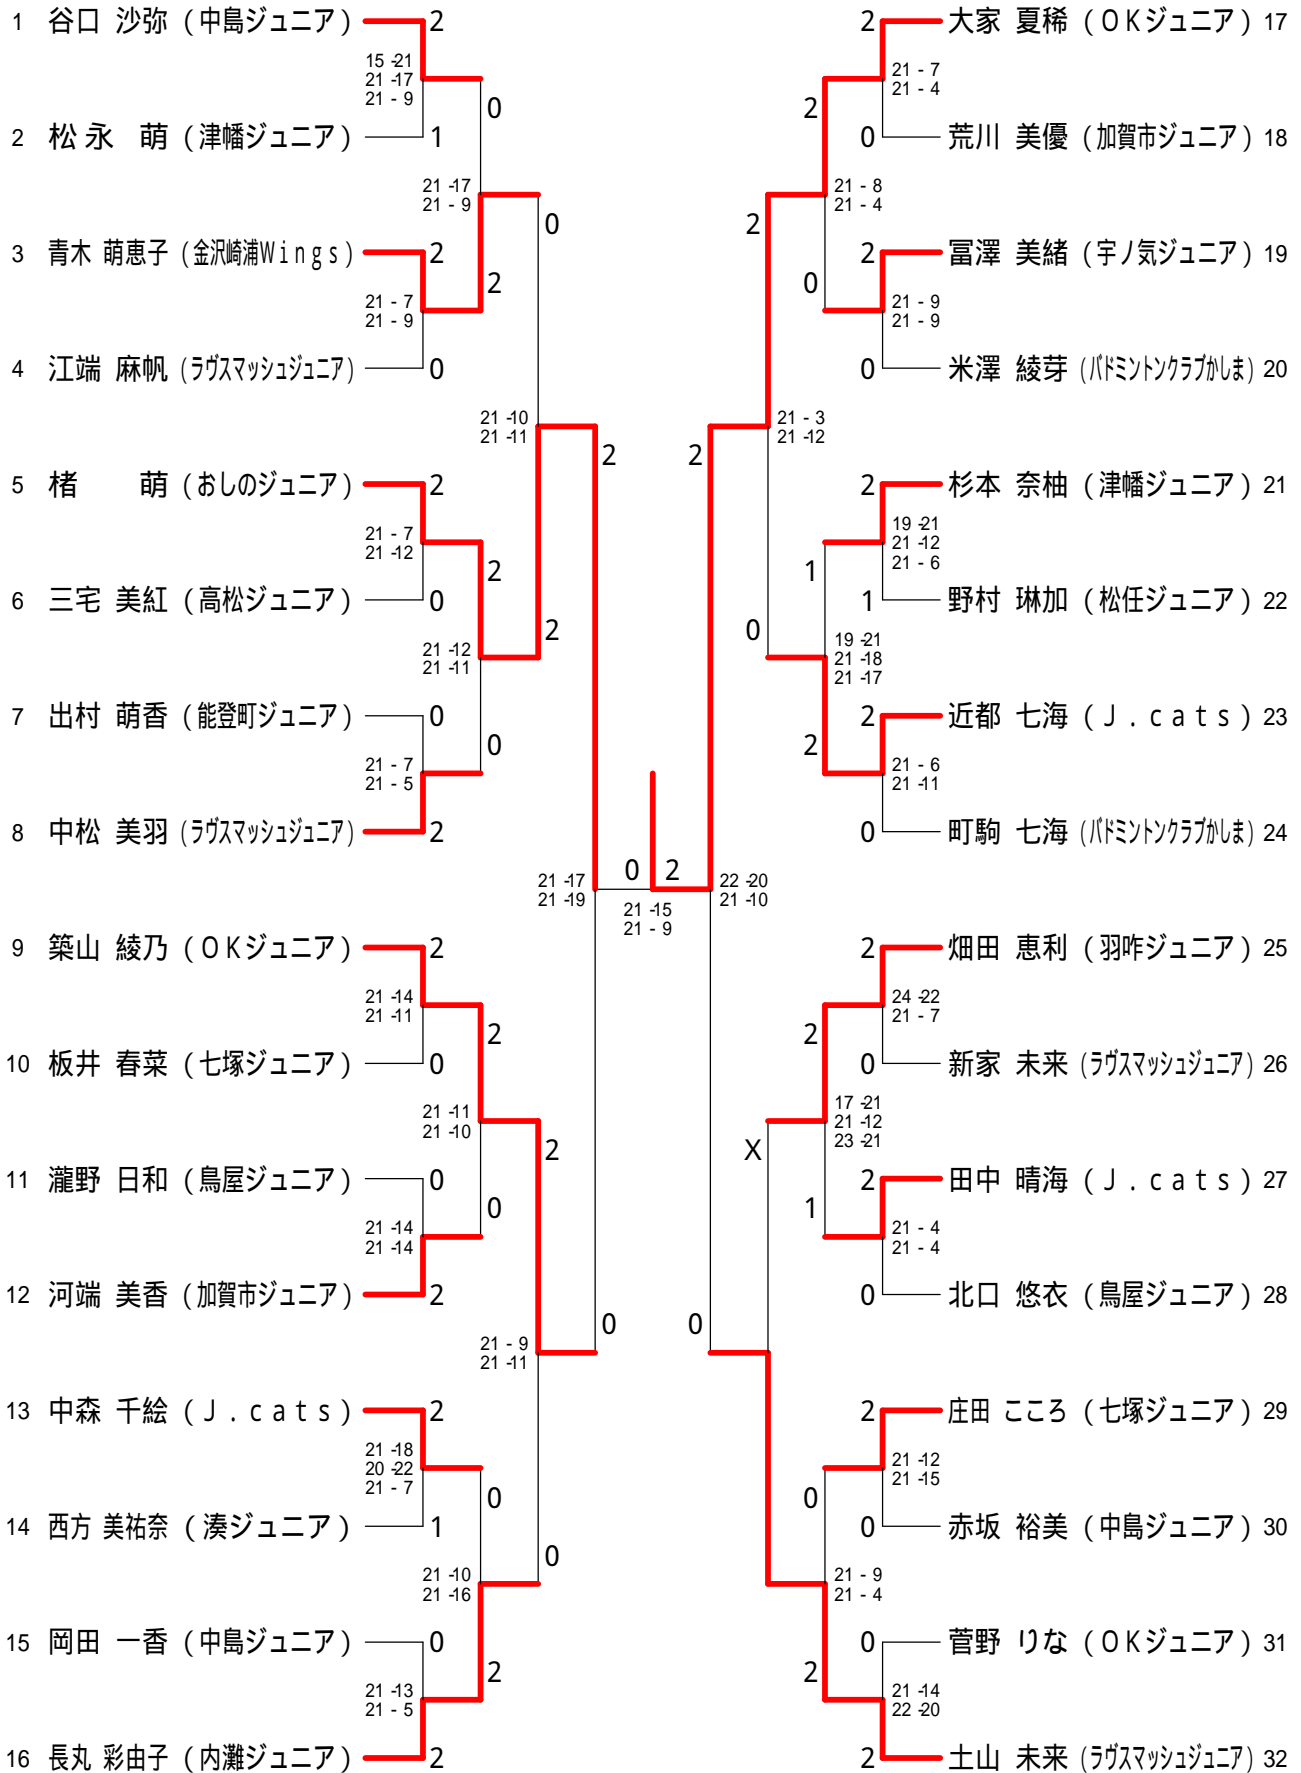 1 谷口 沙弥 (中島ジュニア) 2
15 -21
21 -17
21 - 9
0
2 松永 萌 (津幡ジュニア) 1
21 -17
21 - 9
0
3 青木 萌恵子 (金沢崎浦Wings) 2
21 - 7
21 - 9
2
4 江端 麻帆 (ラヴスマッシュジュニア) 0
21 -10
21 -11
2
5 楮 萌 (おしのジュニア) 2
21 - 7
21 -12
2
6 三宅 美紅 (高松ジュニア) 0
2
21 -12
21 -11
7 出村 萌香 (能登町ジュニア) 0
0
21 - 7
21 - 5
8 中松 美羽 (ラヴスマッシュジュニア) 2
21 -17
21 -19
0 2
21 -15
21 - 9
9 築山 綾乃 (OKジュニア) 2
21 -14
21 -11
2
10 板井 春菜 (七塚ジュニア) 0
21 -11
21 -10
2
11 瀧野 日和 (鳥屋ジュニア) 0
0
21 -14
21 -14
12 河端 美香 (加賀市ジュニア) 2
0
21 - 9
21 -11
13 中森 千絵 (J.cats) 2
21 -18
20 -22
21 - 7
0
14 西方 美祐奈 (湊ジュニア) 1
0
21 -10
21 -16
15 岡田 一香 (中島ジュニア) 0
2
21 -13
21 - 5
16 長丸 彩由子 (内灘ジュニア) 2
2 大家 夏稀 (OKジュニア) 17
21 - 7
21 - 4
2
0 荒川 美優 (加賀市ジュニア) 18
21 - 8
21 - 4
2
2 冨澤 美緒 (宇ノ気ジュニア) 19
0
21 - 9
21 - 9
0 米澤 綾芽 (バドミントンクラブかしま) 20
21 - 3
21 -12
2
2 杉本 奈柚 (津幡ジュニア) 21
19 -21
21 -12
21 - 6
1
1 野村 琳加 (松任ジュニア) 22
0
19 -21
21 -18
21 -17
2 近都 七海 (J.cats) 23
2
21 - 6
21 -11
0 町駒 七海 (バドミントンクラブかしま) 24
22 -20
21 -10
2 畑田 恵利 (羽咋ジュニア) 25
24 -22
21 - 7
2
0 新家 未来 (ラヴスマッシュジュニア) 26
17 -21
21 -12
23 -21
X
2 田中 晴海 (J.cats) 27
1
21 - 4
21 - 4
0 北口 悠衣 (鳥屋ジュニア) 28
0
2 庄田 こころ (七塚ジュニア) 29
21 -12
21 -15
0
0 赤坂 裕美 (中島ジュニア) 30
21 - 9
21 - 4
0 菅野 りな (OKジュニア) 31
2
21 -14
22 -20
2 土山 未来 (ラヴスマッシュジュニア) 32